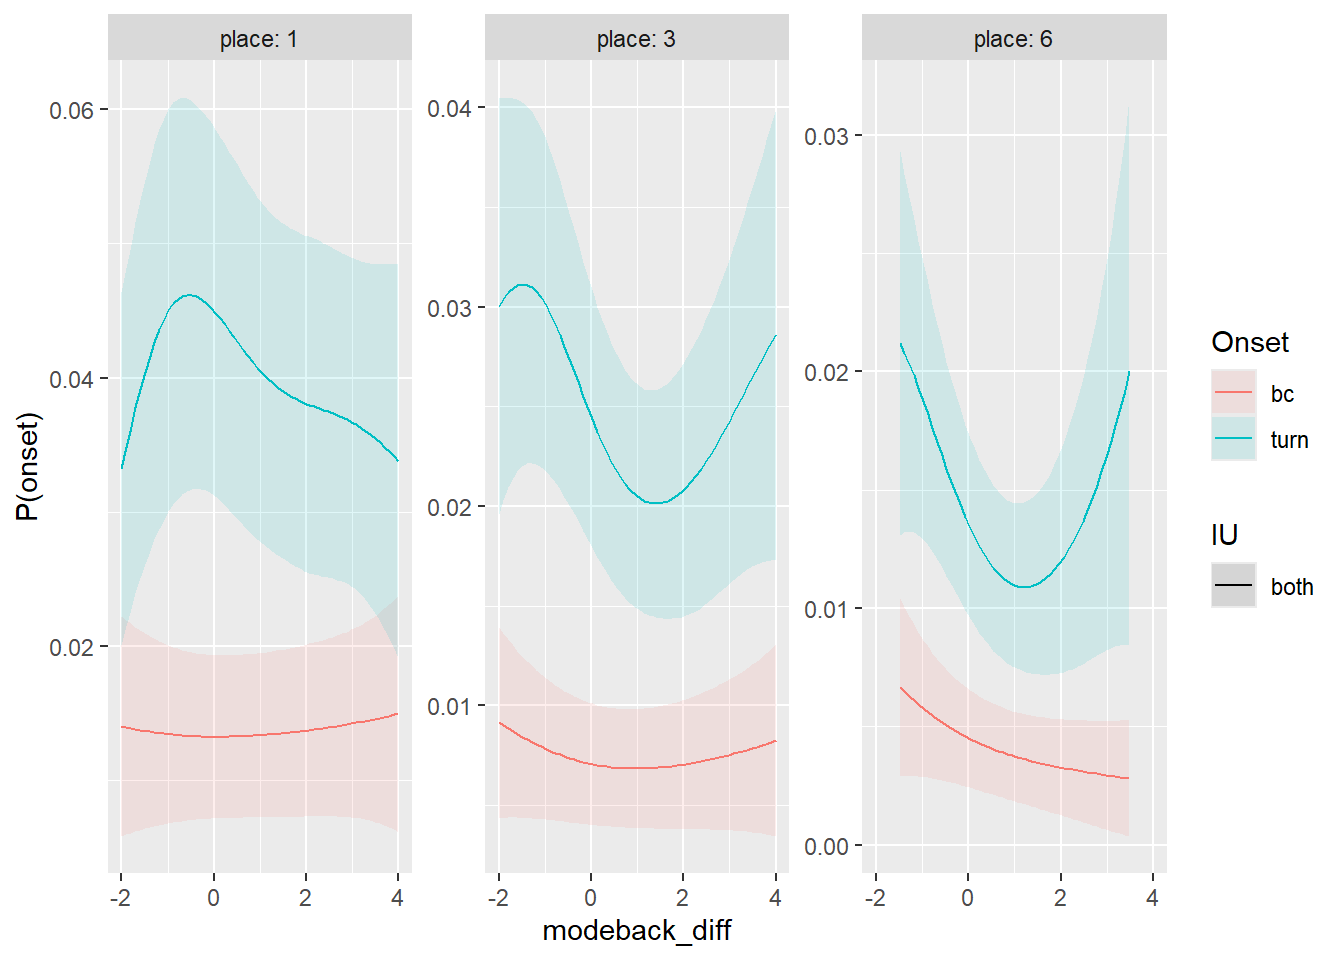 place: 1
place: 3
place: 6
0.06
0.04
0.02
0.04
0.03
0.02
0.01
0.03
0.02
0.01
0.00
-2 0 2 4
-2 0 2 4
-2 0 2 4
modeback_diff
P(onset)
Onset
bc
turn
IU
both